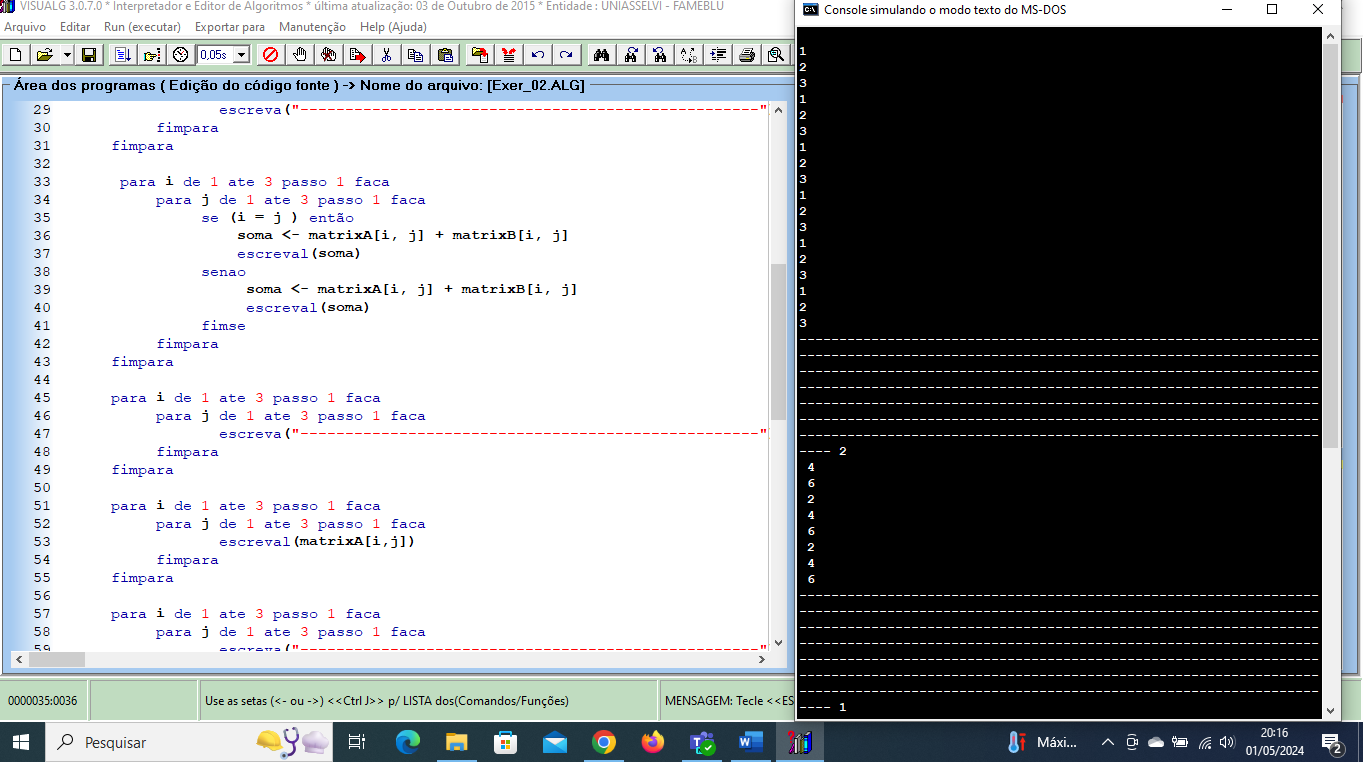 VISUALG 3.0.7.0 * Interpretador e Editor de Algoritmos * última atualização: 03 de Outubro de 2015 * Entidade : UNIASSELVI - FAMEBLU
Arquivo Editar Run (executar) Exportar para Manutenção Help (Ajuda)
0,05s
Área dos programas ( Edição do código fonte ) -> Nome do arquivo: [Exer_02.ALG]
29 escreva("---------------------------------------------------"
30 fimpara
31 fimpara
32
33 para i de 1 ate 3 passo 1 faca
34 para j de 1 ate 3 passo 1 faca
35 se (i = j ) então
36 soma <- matrixA[i, j] + matrixB[i, j]
37 escreval(soma)
38 senao
39 soma <- matrixA[i, j] + matrixB[i, j]
40 escreval(soma)
41 fimse
42 fimpara
43 fimpara
44
45 para i de 1 ate 3 passo 1 faca
46 para j de 1 ate 3 passo 1 faca
47 escreva("---------------------------------------------------"
48 fimpara
49 fimpara
50
51 para i de 1 ate 3 passo 1 faca
52 para j de 1 ate 3 passo 1 faca
53 escreval(matrixA[i,j])
54 fimpara
55 fimpara
56
57 para i de 1 ate 3 passo 1 faca
58 para j de 1 ate 3 passo 1 faca
59 escreva("---------------------------------------------------"
0000035:0036
Use as setas (<- ou ->) <<Ctrl J>> p/ LISTA dos(Comandos/Funções)
MENSAGEM: Tecle <<ES
Console simulando o modo texto do MS-DOS
1
2
3
1
2
3
1
2
3
1
2
3
1
2
3
1
2
3
--------------------------------------------------------------------------------
--------------------------------------------------------------------------------
--------------------------------------------------------------------------------
--------------------------------------------------------------------------------
--------------------------------------------------------------------------------
--------------------------------------------------------------------------------
--------------------------------------------------------------------------------
---- 2
4
6
2
4
6
2
4
6
--------------------------------------------------------------------------------
--------------------------------------------------------------------------------
--------------------------------------------------------------------------------
--------------------------------------------------------------------------------
--------------------------------------------------------------------------------
--------------------------------------------------------------------------------
--------------------------------------------------------------------------------
---- 1
Pesquisar
Máxi...
20:16
01/05/2024
2